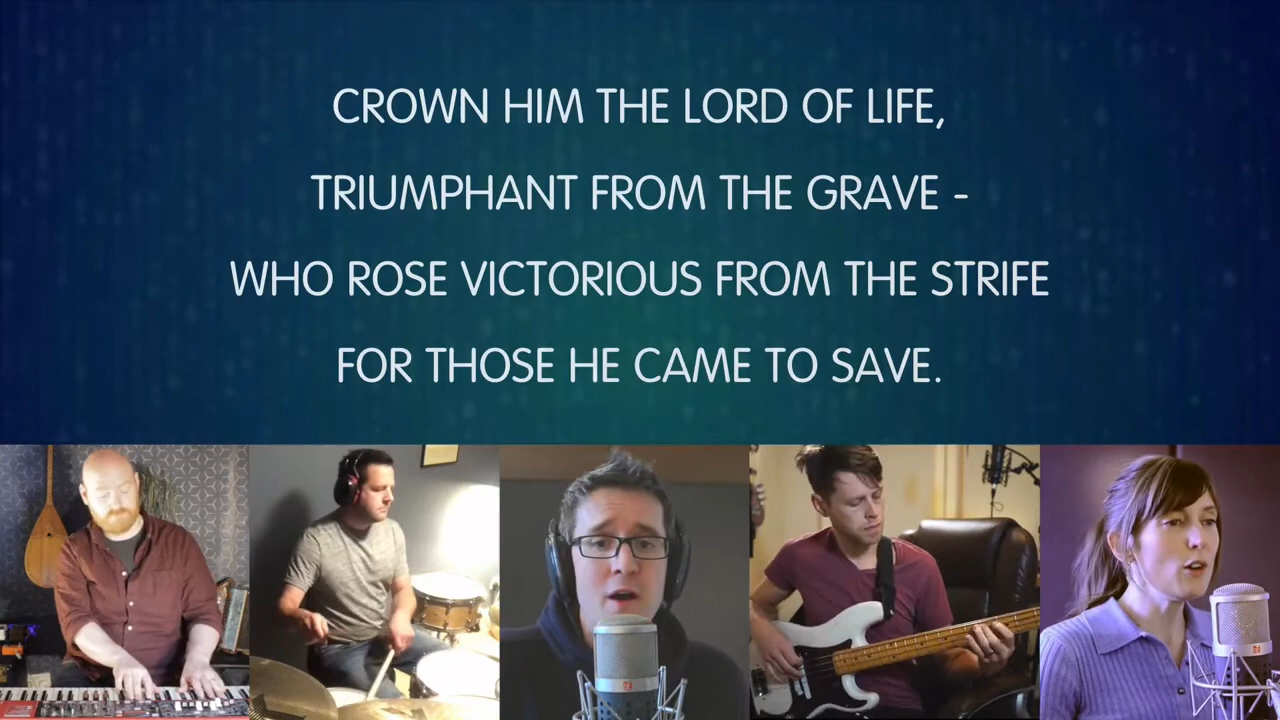 CROWN HIM THE LORD OF LIFE,
TRIUMPHANT FROM THE GRAVE -
WHO ROSE VICTORIOUS FROM THE STRIFE
FOR THOSE HE CAME TO SAVE.